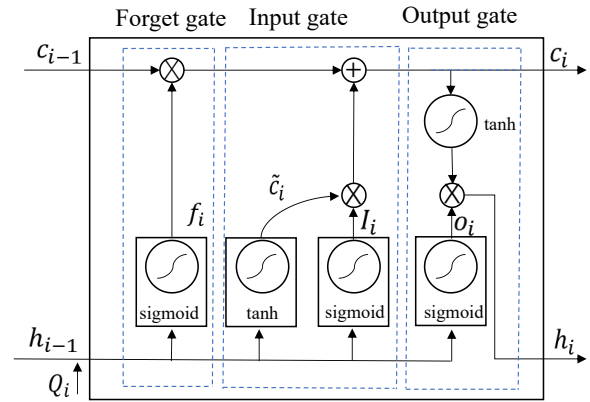 Forget gate Input gate Output gate
c_{i-1} c_i
tanh
c̃_i
f_i I_i o_i
sigmoid tanh sigmoid sigmoid
h_{i-1} h_i
Q_i